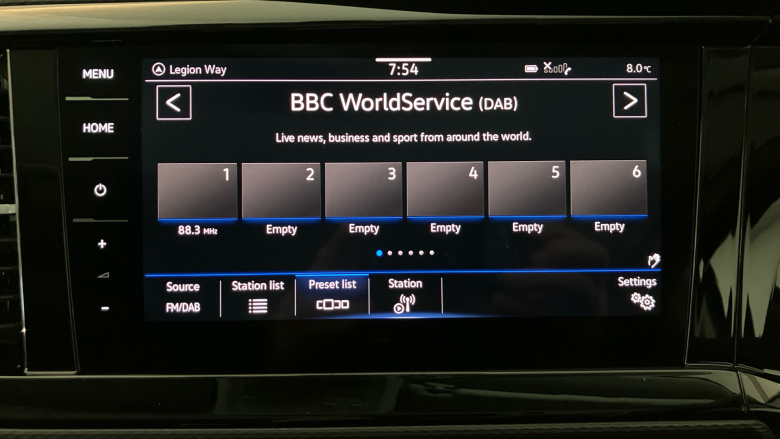 MENU
HOME
+
-
Legion Way
7:54
8.0°C
< BBC WorldService (DAB) >
Live news, business and sport from around the world.
1 2 3 4 5 6
88.3 MHz Empty Empty Empty Empty Empty
Source Station list Preset list Station Settings
FM/DAB